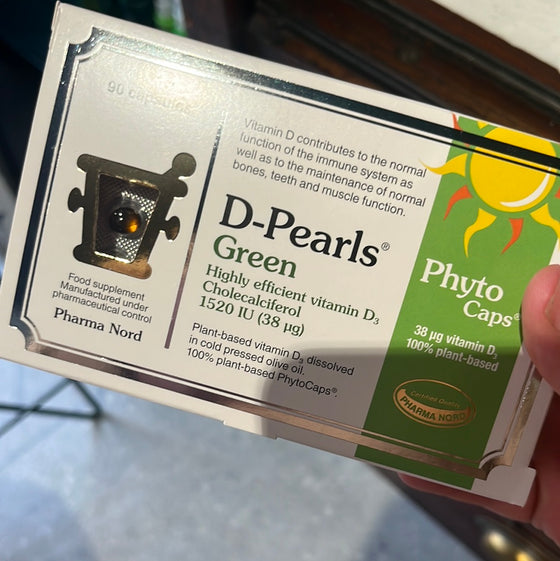 90 capsules
Food supplement
Manufactured under
pharmaceutical control
Pharma Nord
Vitamin D contributes to the normal
function of the immune system as
well as to the maintenance of normal
bones, teeth and muscle function.
D-Pearls®
Green
Highly efficient vitamin D₃
Cholecalciferol
1520 IU (38 µg)
Plant-based vitamin D₃ dissolved
in cold pressed olive oil.
100% plant-based PhytoCaps®.
Phyto
Caps®
38 µg vitamin D₃
100% plant-based
Certified Quality
PHARMA NORD